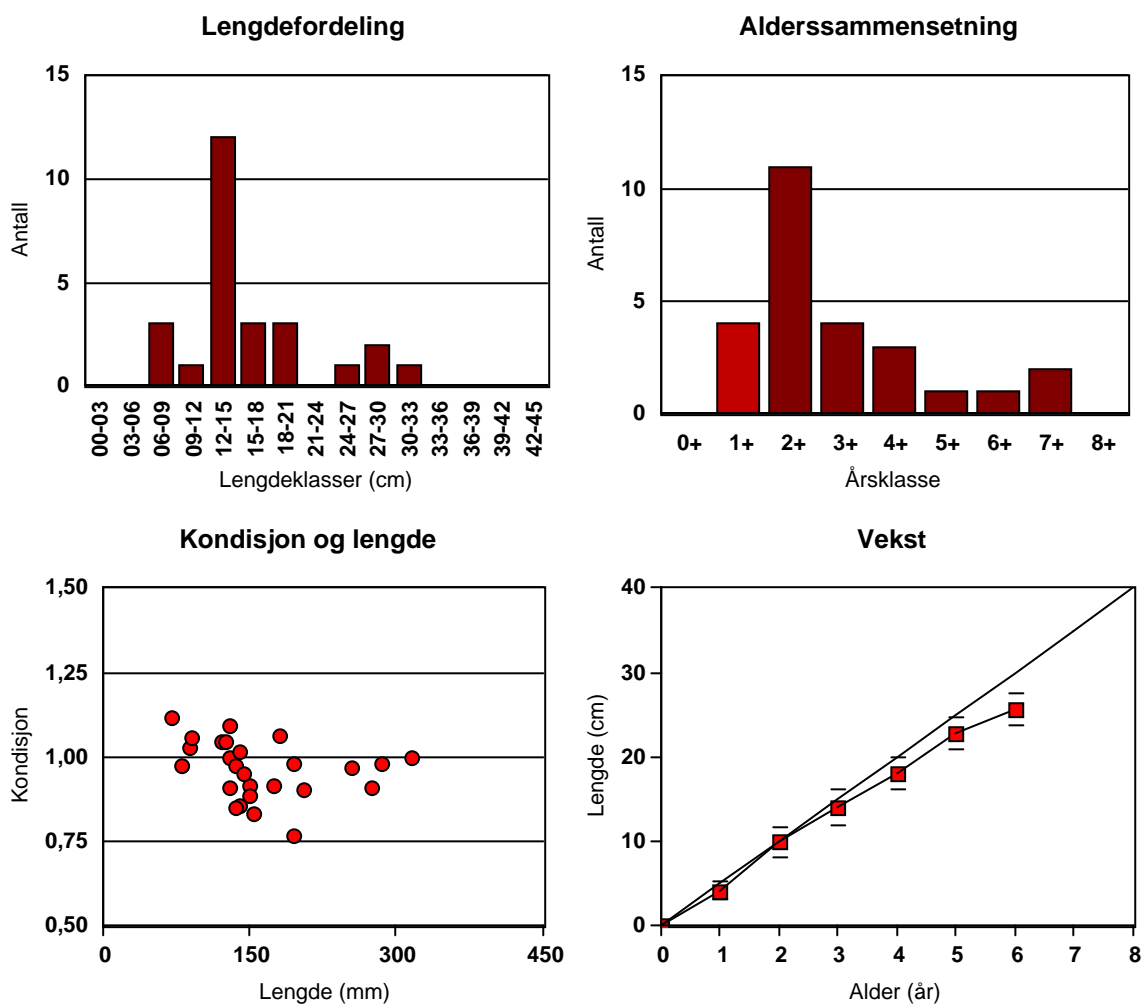 Lengdefordeling
Antall
15
10
5
0
00-03 03-06 06-09 09-12 12-15 15-18 18-21 21-24 24-27 27-30 30-33 33-36 36-39 39-42 42-45
Lengdeklasser (cm)
Alderssammensetning
Antall
15
10
5
0
0+ 1+ 2+ 3+ 4+ 5+ 6+ 7+ 8+
Årsklasse
Kondisjon og lengde
Kondisjon
1,50
1,25
1,00
0,75
0,50
0 150 300 450
Lengde (mm)
Vekst
Lengde (cm)
40
30
20
10
0
0 1 2 3 4 5 6 7 8
Alder (år)